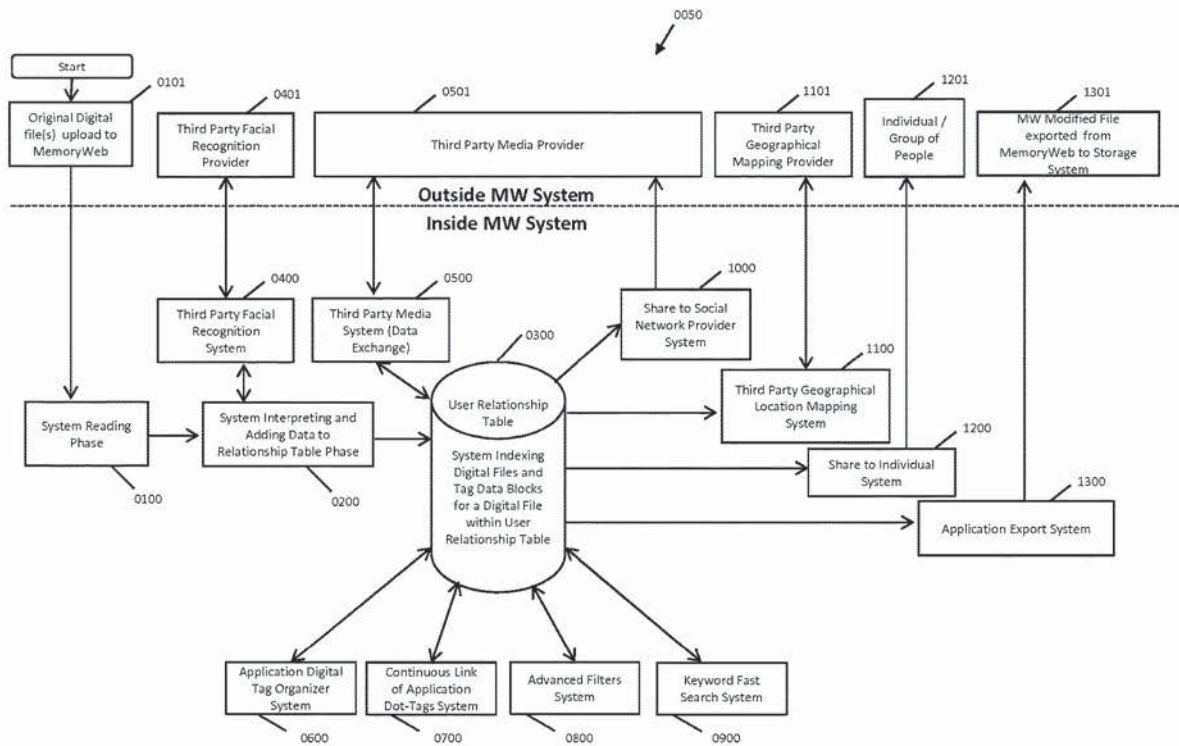 0050
Start
0101
Original Digital
file(s) upload to
MemoryWeb
0401
Third Party Facial
Recognition
Provider
0501
Third Party Media Provider
1101
Third Party
Geographical
Mapping Provider
1201
Individual /
Group of
People
1301
MW Modified File
exported from
MemoryWeb to Storage
System
Outside MW System
Inside MW System
0400
Third Party Facial
Recognition
System
0500
Third Party Media
System (Data
Exchange)
1000
Share to Social
Network Provider
System
0300
User Relationship
Table
System Indexing
Digital Files and
Tag Data Blocks
for a Digital File
within User
Relationship Table
1100
Third Party Geographical
Location Mapping
System
System Reading
Phase
0100
System Interpreting and
Adding Data to
Relationship Table Phase
0200
1200
Share to Individual
System
1300
Application Export System
Application Digital
Tag Organizer
System
0600
Continuous Link
of Application
Dot-Tags System
0700
Advanced Filters
System
0800
Keyword Fast
Search System
0900